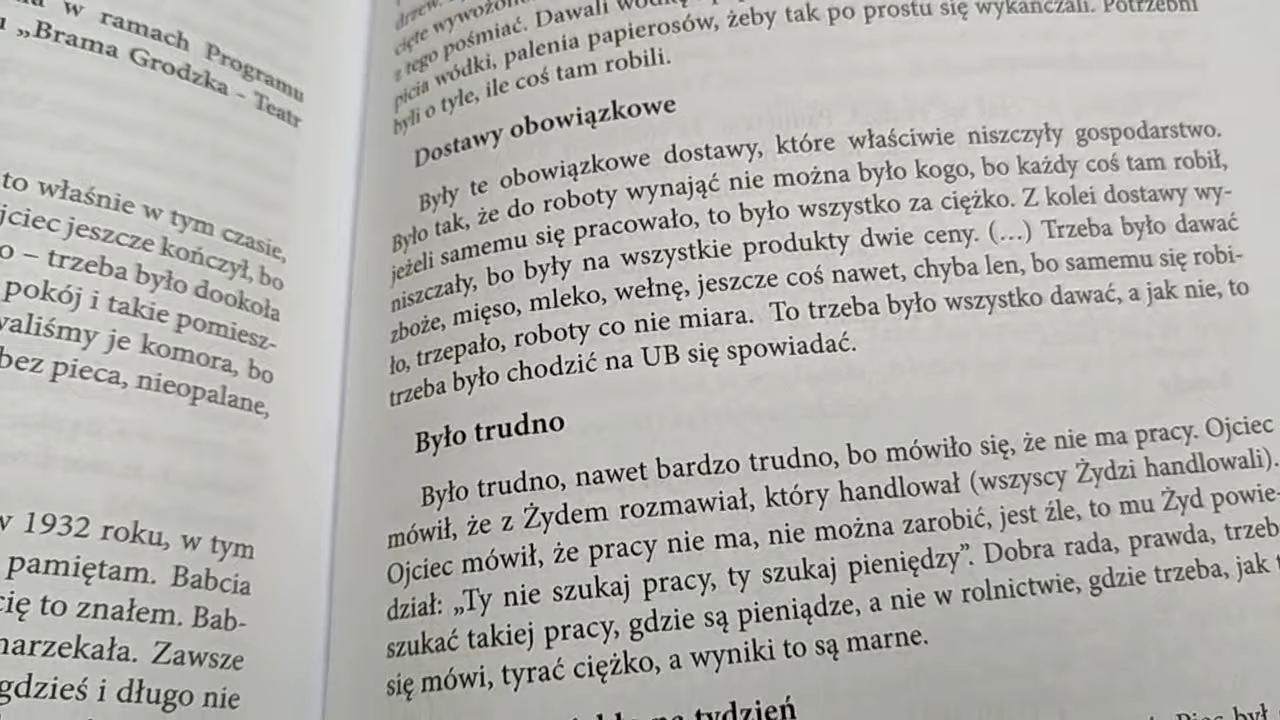 w ramach Programu
„Brama Grodzka – Teatr
to właśnie w tym czasie,
jciec jeszcze kończył, bo
o – trzeba było dookoła
pokój i takie pomiesz-
waliśmy je komora, bo
bez pieca, nieopalane,
w 1932 roku, w tym
pamiętam. Babcia
cię to znałem. Bab-
narzekała. Zawsze
gdzieś i długo nie
drzew.
cięte wywożono
z tego pośmiać. Dawali
picia wódki, palenia papierosów, żeby tak po prostu się wykańczali. Potrzebni
byli o tyle, ile coś tam robili.
Dostawy obowiązkowe
Były te obowiązkowe dostawy, które właściwie niszczyły gospodarstwo.
Było tak, że do roboty wynająć nie można było kogo, bo każdy coś tam robił,
jeżeli samemu się pracowało, to było wszystko za ciężko. Z kolei dostawy wy-
niszczały, bo były na wszystkie produkty dwie ceny. (...) Trzeba było dawać
zboże, mięso, mleko, wełnę, jeszcze coś nawet, chyba len, bo samemu się robi-
ło, trzepało, roboty co nie miara. To trzeba było wszystko dawać, a jak nie, to
trzeba było chodzić na UB się spowiadać.
Było trudno
Było trudno, nawet bardzo trudno, bo mówiło się, że nie ma pracy. Ojciec
mówił, że z Żydem rozmawiał, który handlował (wszyscy Żydzi handlowali).
Ojciec mówił, że pracy nie ma, nie można zarobić, jest źle, to mu Żyd powie-
dział: „Ty nie szukaj pracy, ty szukaj pieniędzy”. Dobra rada, prawda, trzeb
szukać takiej pracy, gdzie są pieniądze, a nie w rolnictwie, gdzie trzeba, jak
się mówi, tyrać ciężko, a wyniki to są marne.
na tydzień
był